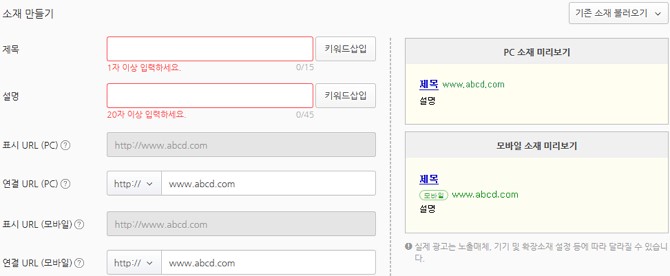 소재 만들기
기존 소재 불러오기
제목
키워드삽입
1자 이상 입력하세요.
0/15
설명
키워드삽입
20자 이상 입력하세요.
0/45
표시 URL (PC) ?
http://www.abcd.com
연결 URL (PC) ?
http:// www.abcd.com
표시 URL (모바일) ?
http://www.abcd.com
연결 URL (모바일) ?
http:// www.abcd.com
PC 소재 미리보기
제목 www.abcd.com
설명
모바일 소재 미리보기
제목
모바일 www.abcd.com
설명
! 실제 광고는 노출매체, 기기 및 확장소재 설정 등에 따라 달라질 수 있습니
다.